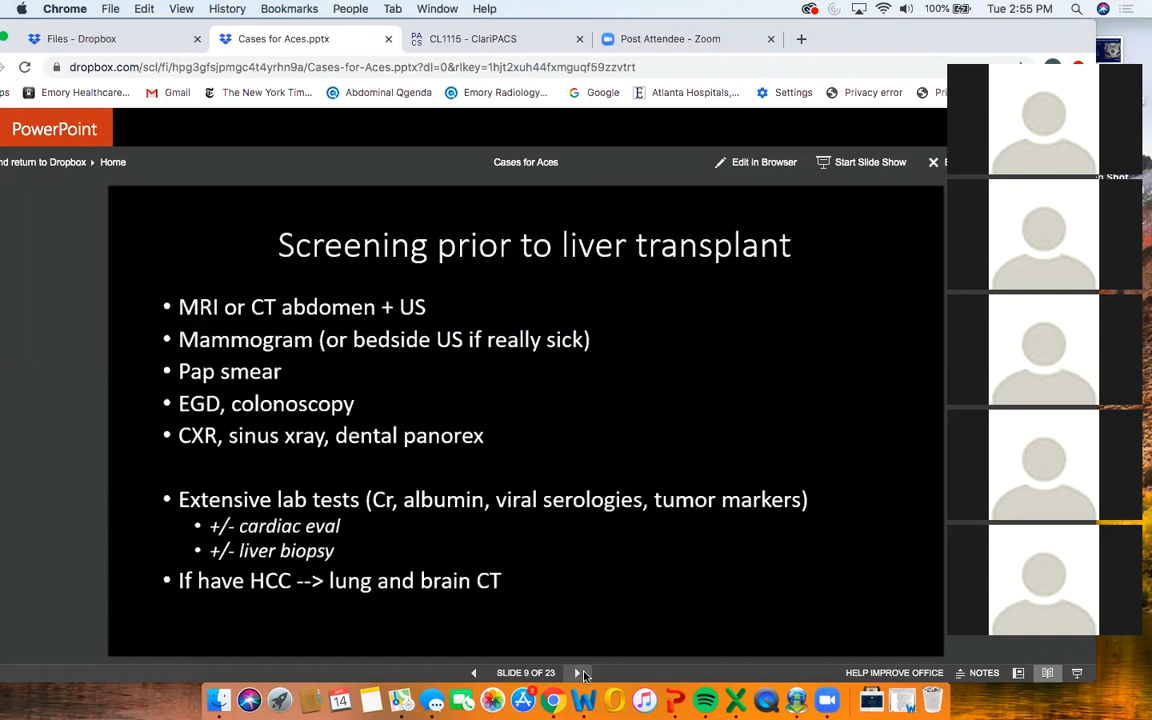 Chrome File Edit View History Bookmarks People Tab Window Help 100% Tue 2:55 PM
Files - Dropbox Cases for Aces.pptx CL1115 - ClariPACS Post Attendee - Zoom
dropbox.com/scl/fi/hpg3gfsjpmgc4t4yrhn9a/Cases-for-Aces.pptx?dl=0&rlkey=1hjt2xuh44fxmguqf59zzvtrt
ps Emory Healthcare... Gmail The New York Tim... Abdominal Qgenda Emory Radiology... Google Atlanta Hospitals,... Settings Privacy error Pri
PowerPoint
nd return to Dropbox Home Cases for Aces Edit in Browser Start Slide Show
n Shot
Screening prior to liver transplant
• MRI or CT abdomen + US
• Mammogram (or bedside US if really sick)
• Pap smear
• EGD, colonoscopy
• CXR, sinus xray, dental panorex
• Extensive lab tests (Cr, albumin, viral serologies, tumor markers)
• +/- cardiac eval
• +/- liver biopsy
• If have HCC --> lung and brain CT
SLIDE 9 OF 23 HELP IMPROVE OFFICE NOTES